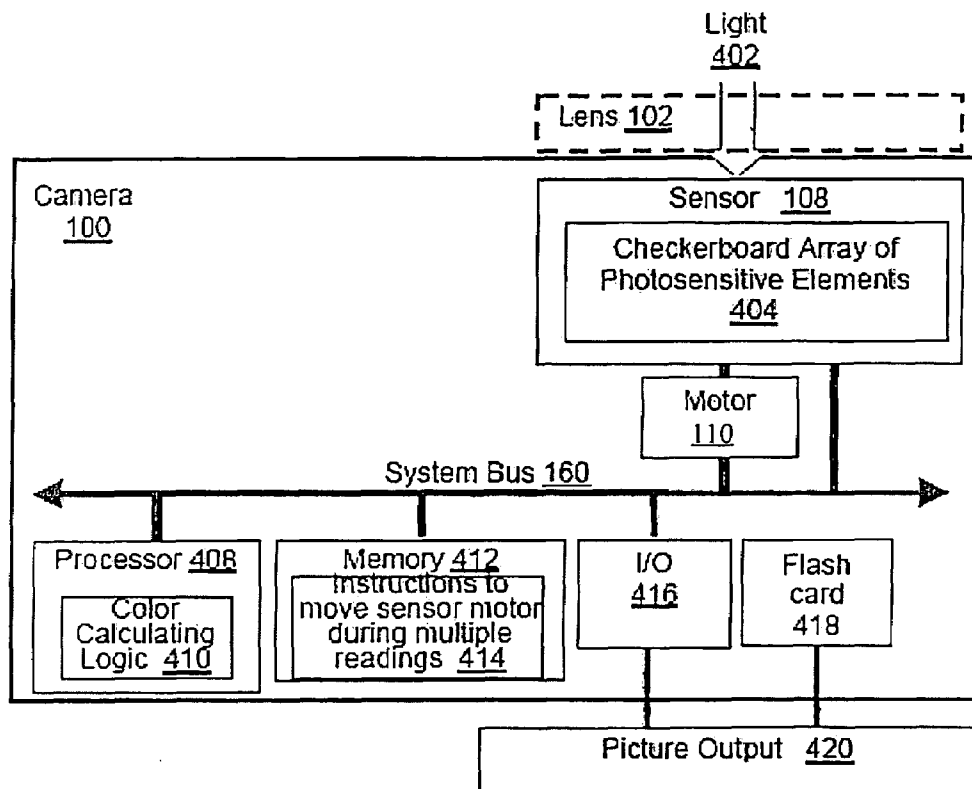 Light
402
Lens 102
Camera
100
Sensor 108
Checkerboard Array of
Photosensitive Elements
404
Motor
110
System Bus 160
Processor 408
Color
Calculating
Logic 410
Memory 412
Instructions to
move sensor motor
during multiple
readings 414
I/O
416
Flash
card
418
Picture Output 420